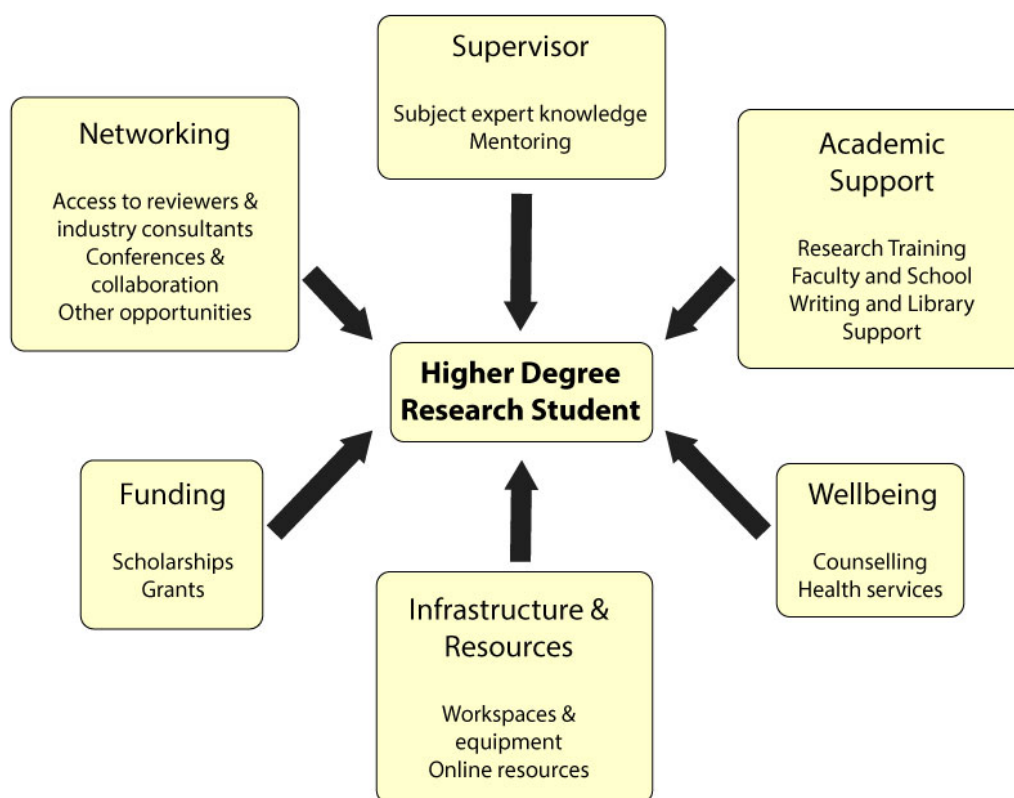 Supervisor
Subject expert knowledge
Mentoring
Networking
Access to reviewers &
industry consultants
Conferences &
collaboration
Other opportunities
Academic
Support
Research Training
Faculty and School
Writing and Library
Support
Higher Degree
Research Student
Funding
Scholarships
Grants
Infrastructure &
Resources
Workspaces &
equipment
Online resources
Wellbeing
Counselling
Health services